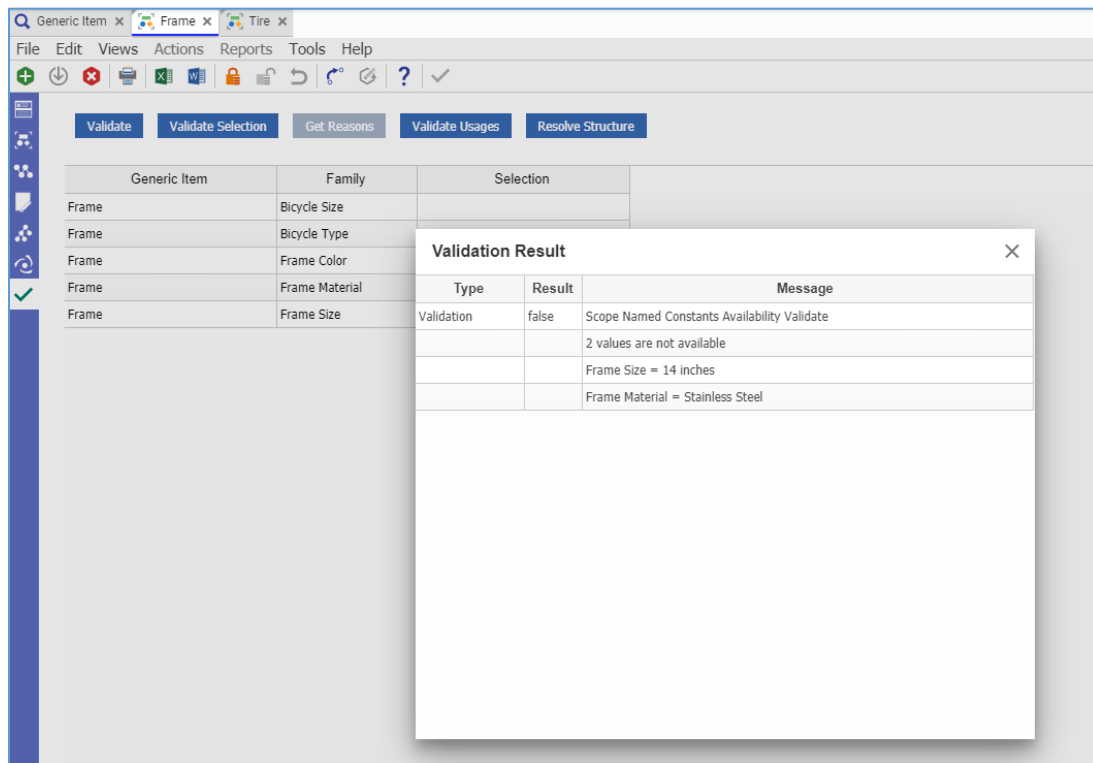 Generic Item × Frame × Tire ×
File Edit Views Actions Reports Tools Help
Validate Validate Selection Get Reasons Validate Usages Resolve Structure
Generic Item Family Selection
Frame Bicycle Size
Frame Bicycle Type
Frame Frame Color
Frame Frame Material
Frame Frame Size
Validation Result
Type Result Message
Validation false Scope Named Constants Availability Validate
2 values are not available
Frame Size = 14 inches
Frame Material = Stainless Steel